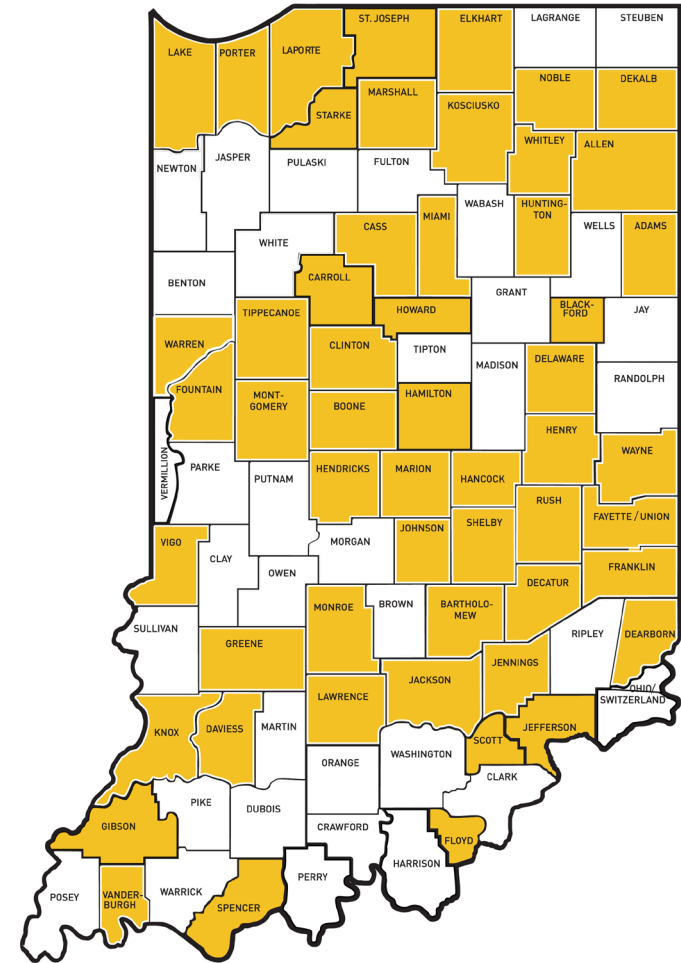 LAGRANGE
STEUBEN
ST. JOSEPH
ELKHART
LAKE
PORTER
LAPORTE
NOBLE
DEKALB
MARSHALL
KOSCIUSKO
STARKE
WHITLEY
ALLEN
NEWTON
JASPER
PULASKI
FULTON
WABASH
HUNTING-
TON
MIAMI
CASS
WELLS
ADAMS
WHITE
CARROLL
BENTON
GRANT
BLACK-
FORD
JAY
TIPPECANOE
HOWARD
WARREN
CLINTON
TIPTON
MADISON
DELAWARE
RANDOLPH
FOUNTAIN
MONT-
GOMERY
BOONE
HAMILTON
HENRY
WAYNE
VERMILLION
PARKE
PUTNAM
HENDRICKS
MARION
HANCOCK
RUSH
FAYETTE / UNION
SHELBY
JOHNSON
MORGAN
VIGO
CLAY
OWEN
FRANKLIN
DECATUR
MONROE
BROWN
BARTHOLO-
MEW
SULLIVAN
RIPLEY
DEARBORN
GREENE
JENNINGS
JACKSON
LAWRENCE
OHIO/
SWITZERLAND
KNOX
DAVIESS
MARTIN
JEFFERSON
SCOTT
ORANGE
WASHINGTON
CLARK
PIKE
DUBOIS
GIBSON
CRAWFORD
FLOYD
HARRISON
PERRY
POSEY
VANDER-
BURGH
WARRICK
SPENCER